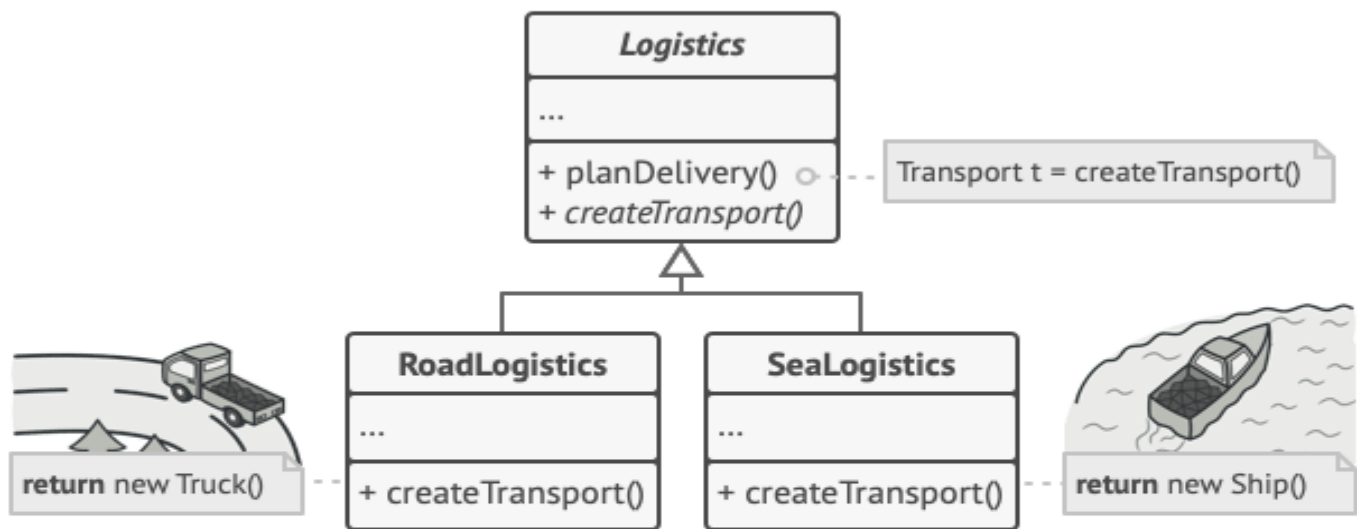 Logistics
...
+ planDelivery()
+ createTransport()
Transport t = createTransport()
RoadLogistics
...
+ createTransport()
return new Truck()
SeaLogistics
...
+ createTransport()
return new Ship()